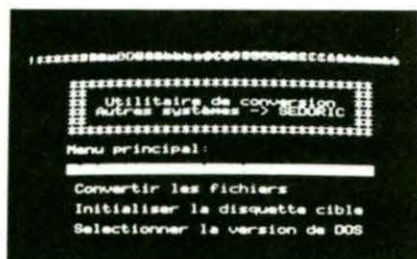 Utilitaire de conversion
Autres systèmes -> SEDORIC
Menu principal:
Convertir les fichiers
Initialiser la disquette cible
Selectionner la version de DOS